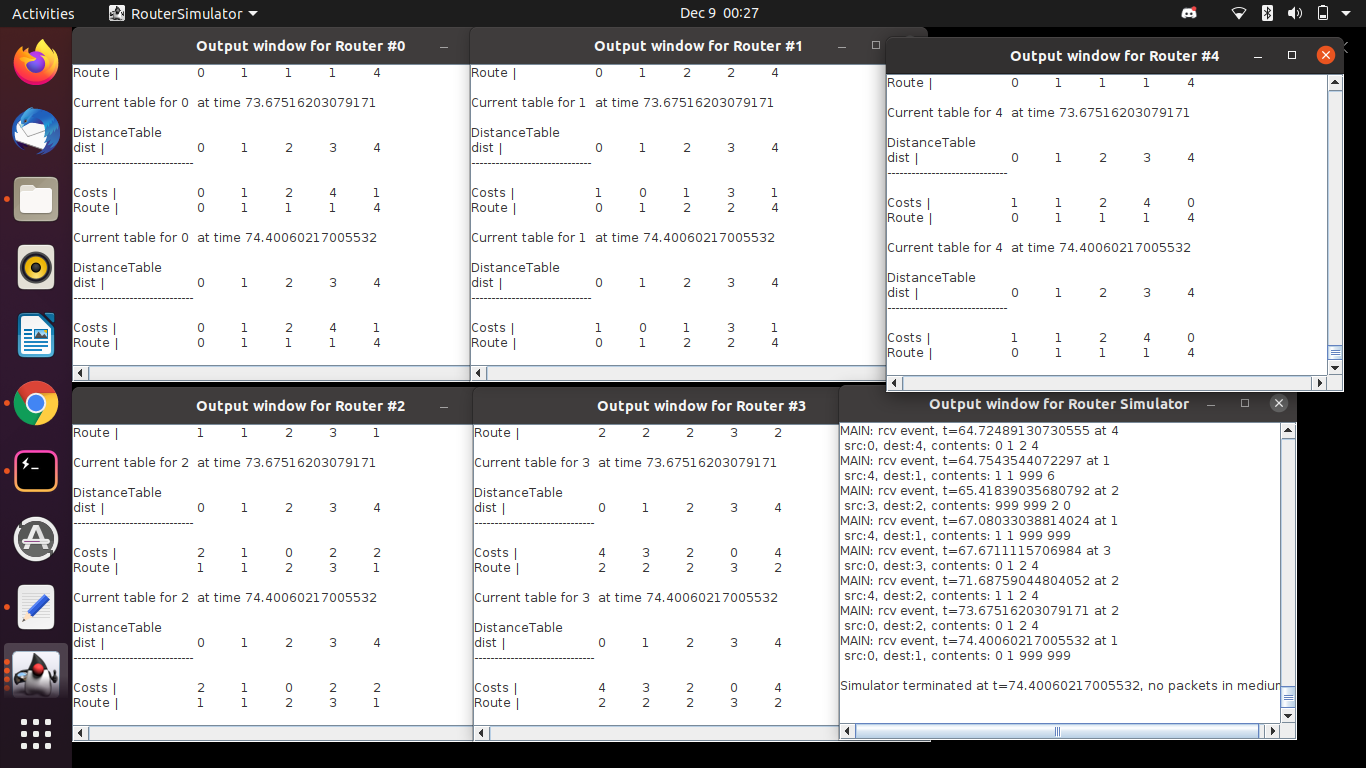 Activities RouterSimulator Dec 9 00:27
Output window for Router #0
Route | 0 1 1 1 4
Current table for 0 at time 73.67516203079171
DistanceTable
dist | 0 1 2 3 4
------------------------------
Costs | 0 1 2 4 1
Route | 0 1 1 1 4
Current table for 0 at time 74.40060217005532
DistanceTable
dist | 0 1 2 3 4
------------------------------
Costs | 0 1 2 4 1
Route | 0 1 1 1 4
Output window for Router #1
Route | 0 1 2 2 4
Current table for 1 at time 73.67516203079171
DistanceTable
dist | 0 1 2 3 4
------------------------------
Costs | 1 0 1 3 1
Route | 0 1 2 2 4
Current table for 1 at time 74.40060217005532
DistanceTable
dist | 0 1 2 3 4
------------------------------
Costs | 1 0 1 3 1
Route | 0 1 2 2 4
Output window for Router #4
Route | 0 1 1 1 4
Current table for 4 at time 73.67516203079171
DistanceTable
dist | 0 1 2 3 4
------------------------------
Costs | 1 1 2 4 0
Route | 0 1 1 1 4
Current table for 4 at time 74.40060217005532
DistanceTable
dist | 0 1 2 3 4
------------------------------
Costs | 1 1 2 4 0
Route | 0 1 1 1 4
Output window for Router #2
Route | 1 1 2 3 1
Current table for 2 at time 73.67516203079171
DistanceTable
dist | 0 1 2 3 4
------------------------------
Costs | 2 1 0 2 2
Route | 1 1 2 3 1
Current table for 2 at time 74.40060217005532
DistanceTable
dist | 0 1 2 3 4
------------------------------
Costs | 2 1 0 2 2
Route | 1 1 2 3 1
Output window for Router #3
Route | 2 2 2 3 2
Current table for 3 at time 73.67516203079171
DistanceTable
dist | 0 1 2 3 4
------------------------------
Costs | 4 3 2 0 4
Route | 2 2 2 3 2
Current table for 3 at time 74.40060217005532
DistanceTable
dist | 0 1 2 3 4
------------------------------
Costs | 4 3 2 0 4
Route | 2 2 2 3 2
Output window for Router Simulator
MAIN: rcv event, t=64.72489130730555 at 4
src:0, dest:4, contents: 0 1 2 4
MAIN: rcv event, t=64.7543544072297 at 1
src:4, dest:1, contents: 1 1 999 6
MAIN: rcv event, t=65.41839035680792 at 2
src:3, dest:2, contents: 999 999 2 0
MAIN: rcv event, t=67.08033038814024 at 1
src:4, dest:1, contents: 1 1 999 999
MAIN: rcv event, t=67.6711115706984 at 3
src:0, dest:3, contents: 0 1 2 4
MAIN: rcv event, t=71.68759044804052 at 2
src:4, dest:2, contents: 1 1 2 4
MAIN: rcv event, t=73.67516203079171 at 2
src:0, dest:2, contents: 0 1 2 4
MAIN: rcv event, t=74.40060217005532 at 1
src:0, dest:1, contents: 0 1 999 999
Simulator terminated at t=74.40060217005532, no packets in